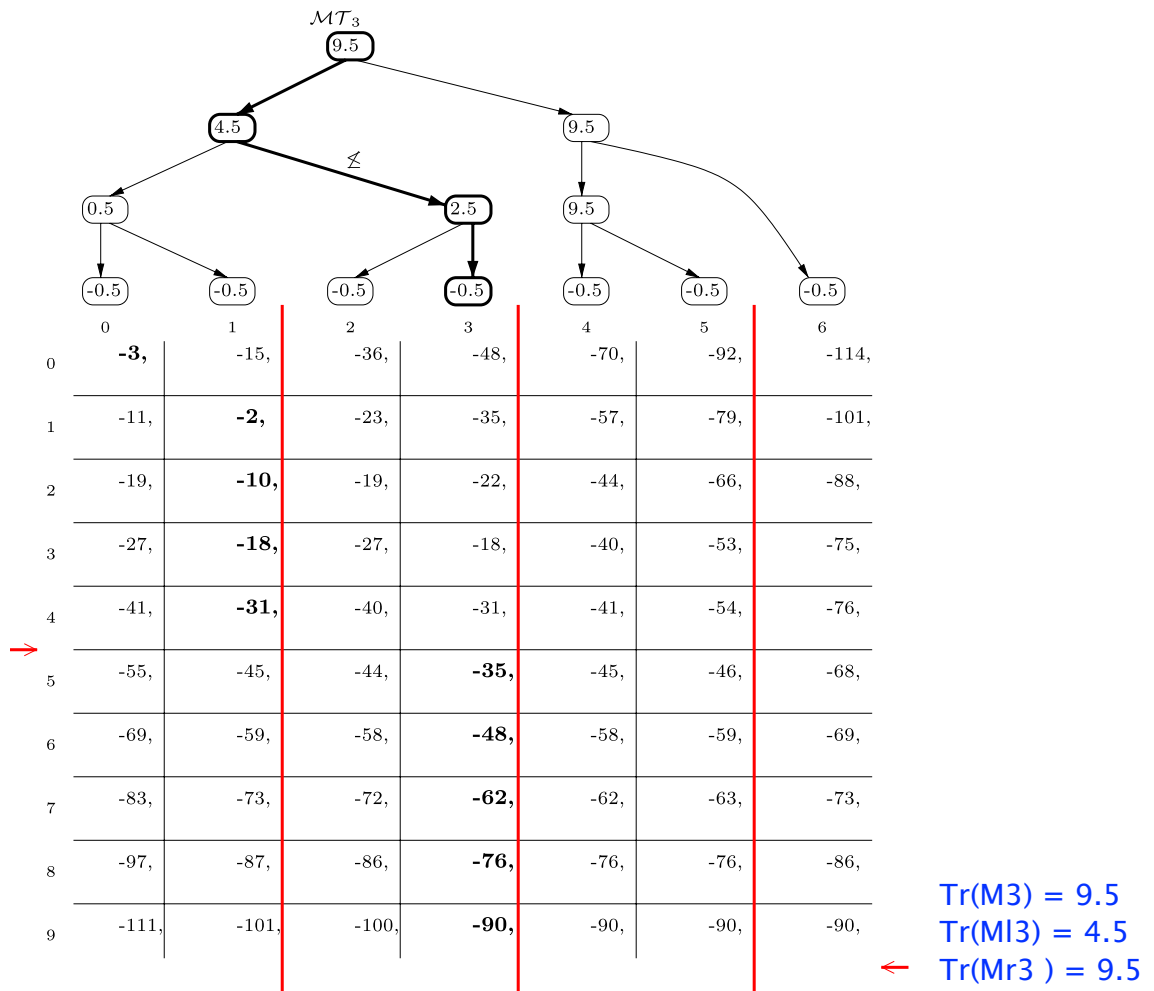 MT3
9.5
4.5 9.5
≰
0.5 2.5 9.5
-0.5 -0.5 -0.5 -0.5 -0.5 -0.5 -0.5
0 1 2 3 4 5 6
0 -3, -15, -36, -48, -70, -92, -114,
1 -11, -2, -23, -35, -57, -79, -101,
2 -19, -10, -19, -22, -44, -66, -88,
3 -27, -18, -27, -18, -40, -53, -75,
4 -41, -31, -40, -31, -41, -54, -76,
5 -55, -45, -44, -35, -45, -46, -68,
6 -69, -59, -58, -48, -58, -59, -69,
7 -83, -73, -72, -62, -62, -63, -73,
8 -97, -87, -86, -76, -76, -76, -86,
9 -111, -101, -100, -90, -90, -90, -90,
Tr(M3) = 9.5
Tr(Ml3) = 4.5
Tr(Mr3 ) = 9.5